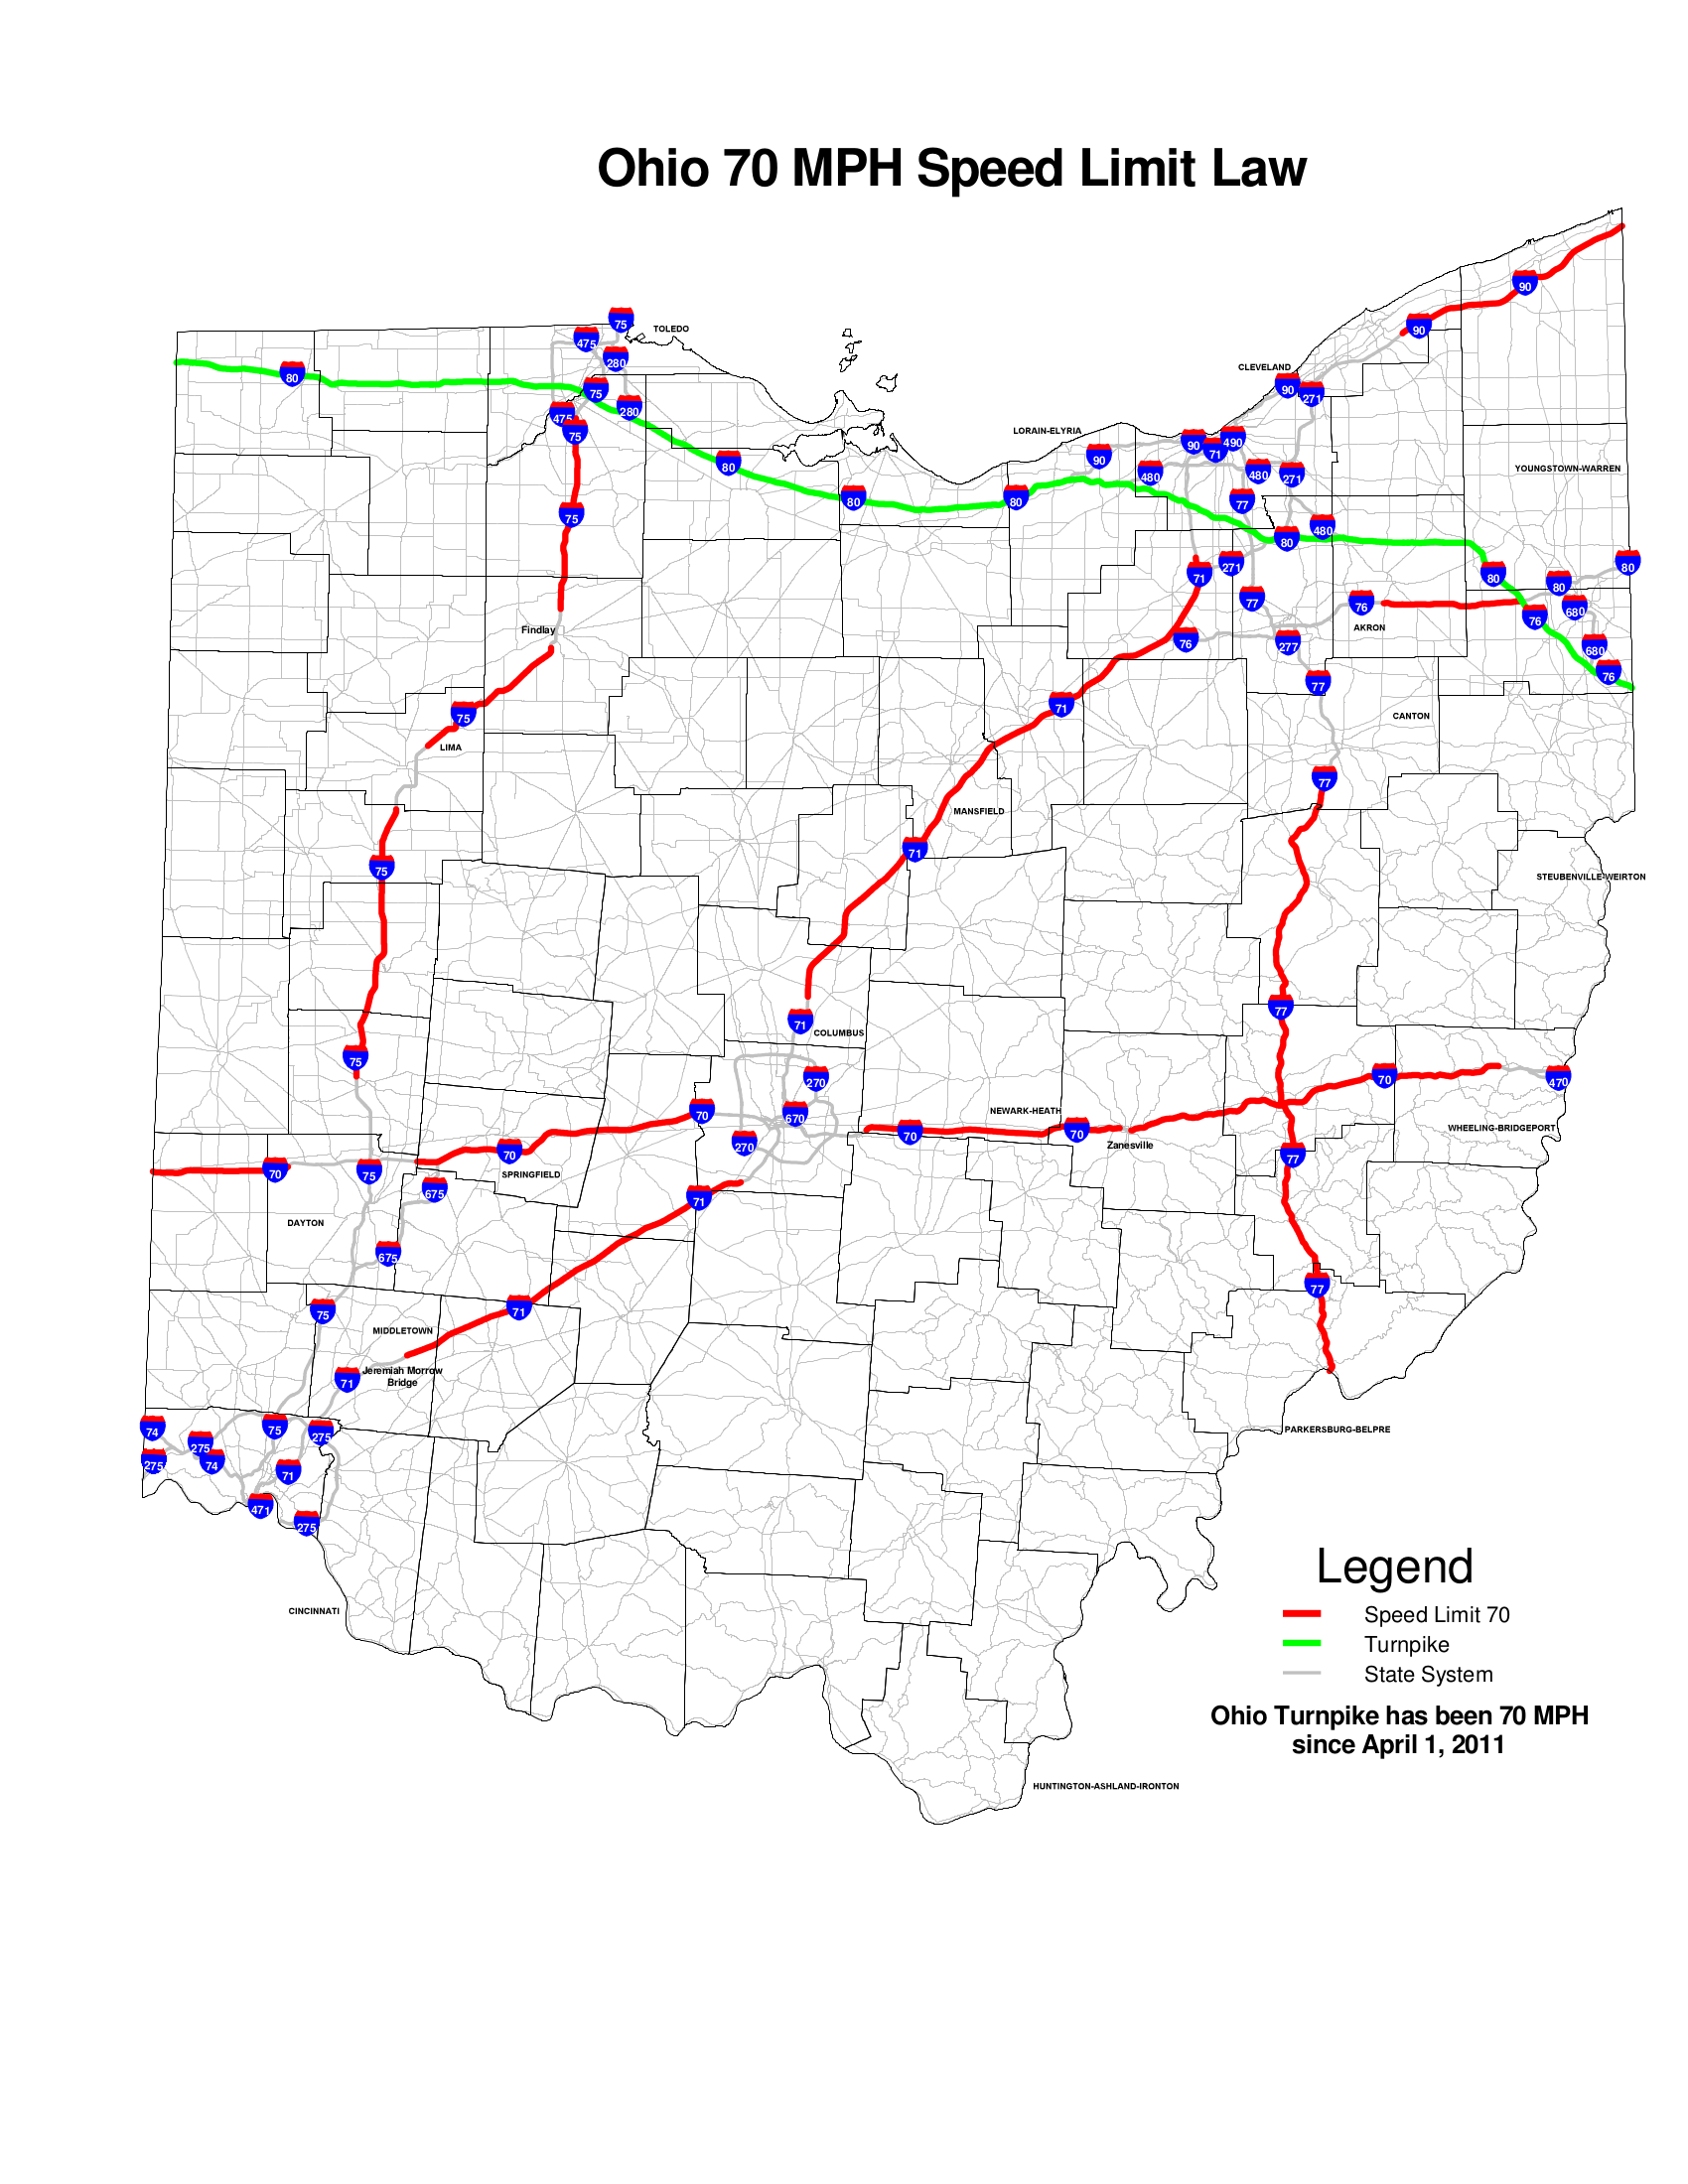 Ohio 70 MPH Speed Limit Law
90
90
75
TOLEDO
475
280
CLEVELAND
80
75
90
271
475
280
75
LORAIN-ELYRIA
90
71
490
90
480
480
271
YOUNGSTOWN-WARREN
80
80
80
77
75
480
80
71
271
80
80
80
77
76
680
76
AKRON
Findlay
76
277
680
76
77
71
75
CANTON
LIMA
77
MANSFIELD
71
75
STEUBENVILLE-WEIRTON
77
71
COLUMBUS
75
270
70
470
70
670
NEWARK-HEATH
70
70
WHEELING-BRIDGEPORT
270
Zanesville
70
75
70
SPRINGFIELD
77
675
71
DAYTON
675
77
75
71
MIDDLETOWN
71
Jeremiah Morrow
Bridge
74
75
275
275
PARKERSBURG-BELPRE
275
74
71
471
275
Legend
CINCINNATI
Speed Limit 70
Turnpike
State System
Ohio Turnpike has been 70 MPH
since April 1, 2011
HUNTINGTON-ASHLAND-IRONTON